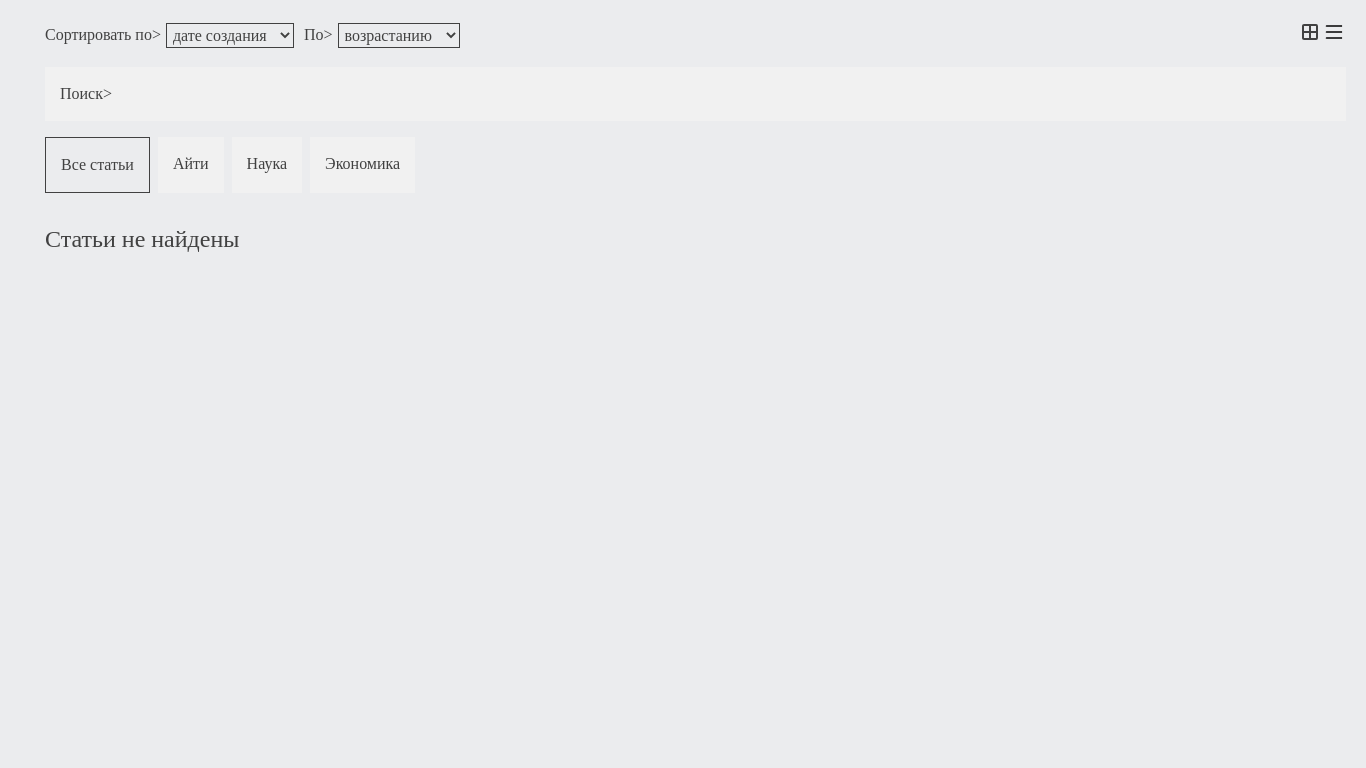 Сортировать по> дате создания По> возрастанию
Поиск>
Все статьи Айти Наука Экономика
Статьи не найдены